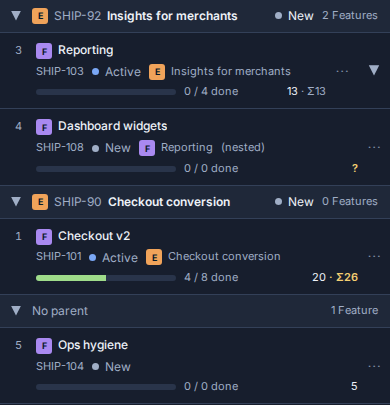 ▼ E SHIP-92 Insights for merchants ● New 2 Features
3 F Reporting
SHIP-103 ● Active E Insights for merchants ... ▼
0 / 4 done 13 · Σ13
4 F Dashboard widgets
SHIP-108 ● New F Reporting (nested) ...
0 / 0 done ?
▼ E SHIP-90 Checkout conversion ● New 0 Features
1 F Checkout v2
SHIP-101 ● Active E Checkout conversion ...
4 / 8 done 20 · Σ26
▼ No parent 1 Feature
5 F Ops hygiene
SHIP-104 ● New ...
0 / 0 done 5